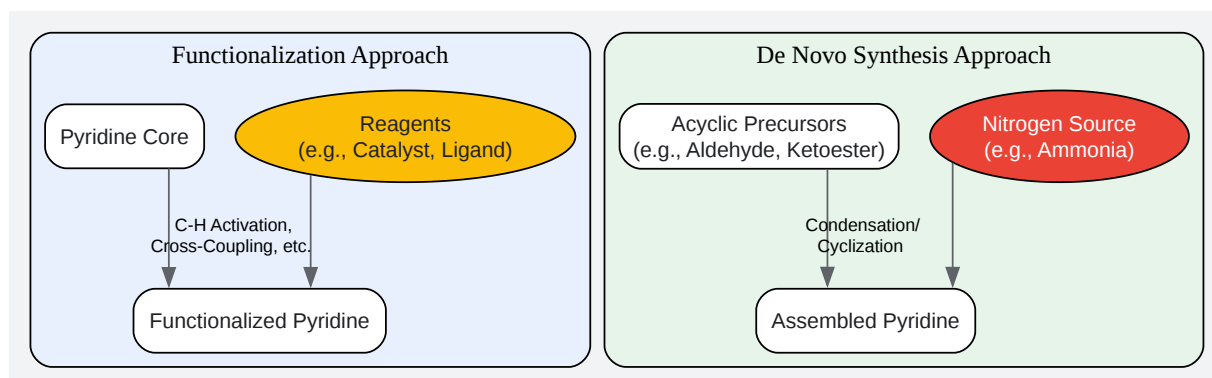 Functionalization Approach
Pyridine Core
Reagents
(e.g., Catalyst, Ligand)
C-H Activation,
Cross-Coupling, etc.
Functionalized Pyridine
De Novo Synthesis Approach
Acyclic Precursors
(e.g., Aldehyde, Ketoester)
Nitrogen Source
(e.g., Ammonia)
Condensation/
Cyclization
Assembled Pyridine